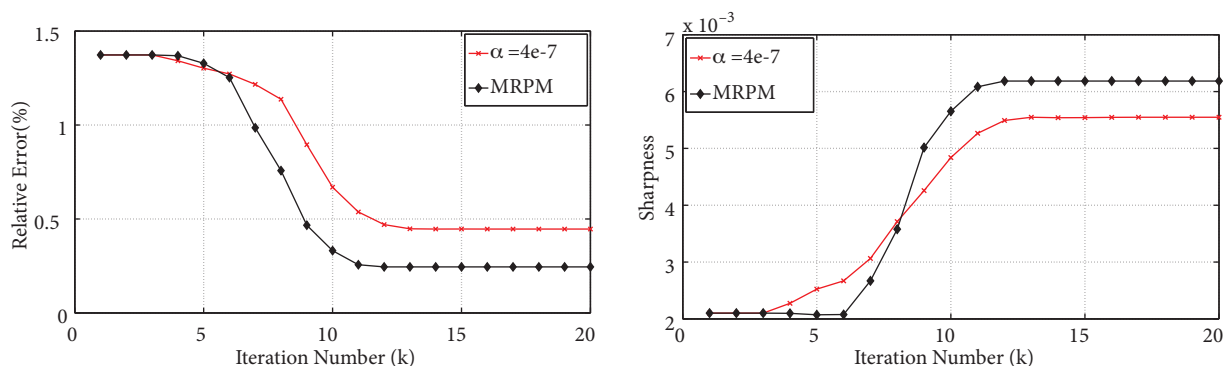 1.5
1
0.5
0
Relative Error(%)
α =4e-7
MRPM
0 5 10 15 20
Iteration Number (k)
x 10⁻³
7
6
5
4
3
2
Sharpness
α =4e-7
MRPM
0 5 10 15 20
Iteration Number (k)